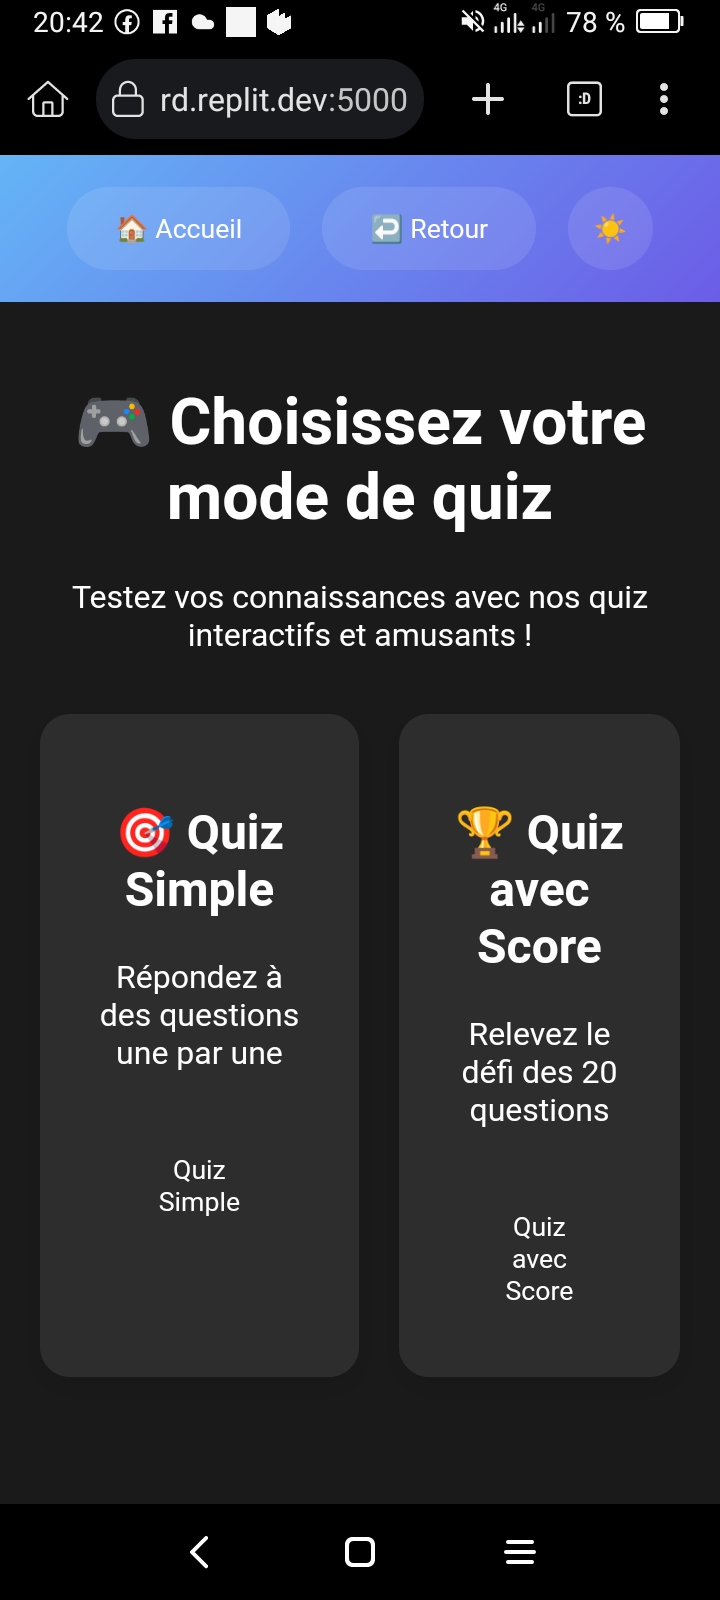 20:42
4G 4G 78 %
rd.replit.dev:5000
:D
Accueil
Retour
Choisissez votre
mode de quiz
Testez vos connaissances avec nos quiz
interactifs et amusants !
Quiz
Simple
Répondez à
des questions
une par une
Quiz
Simple
Quiz
avec
Score
Relevez le
défi des 20
questions
Quiz
avec
Score